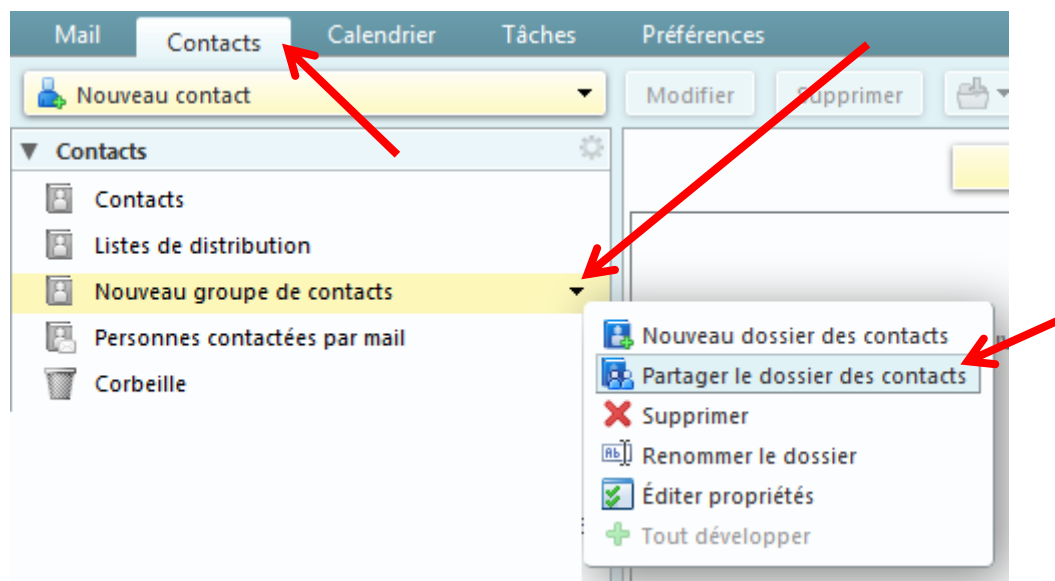 Mail Contacts Calendrier Tâches Préférences
Nouveau contact Modifier Supprimer
Contacts
Contacts
Listes de distribution
Nouveau groupe de contacts
Personnes contactées par mail
Corbeille
Nouveau dossier des contacts
Partager le dossier des contacts
Supprimer
Renommer le dossier
Éditer propriétés
Tout développer